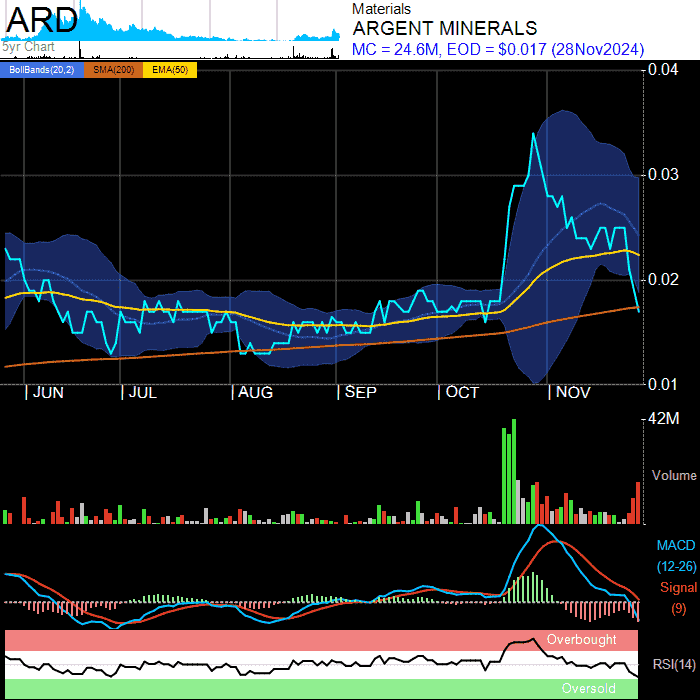 ARD
5yr Chart
Materials
ARGENT MINERALS
MC = 24.6M, EOD = $0.017 (28Nov2024)
BollBands(20,2) SMA(200) EMA(50)
0.04
0.03
0.02
0.01
JUN JUL AUG SEP OCT NOV
42M
Volume
MACD
(12-26)
Signal
(9)
Overbought
RSI(14)
Oversold